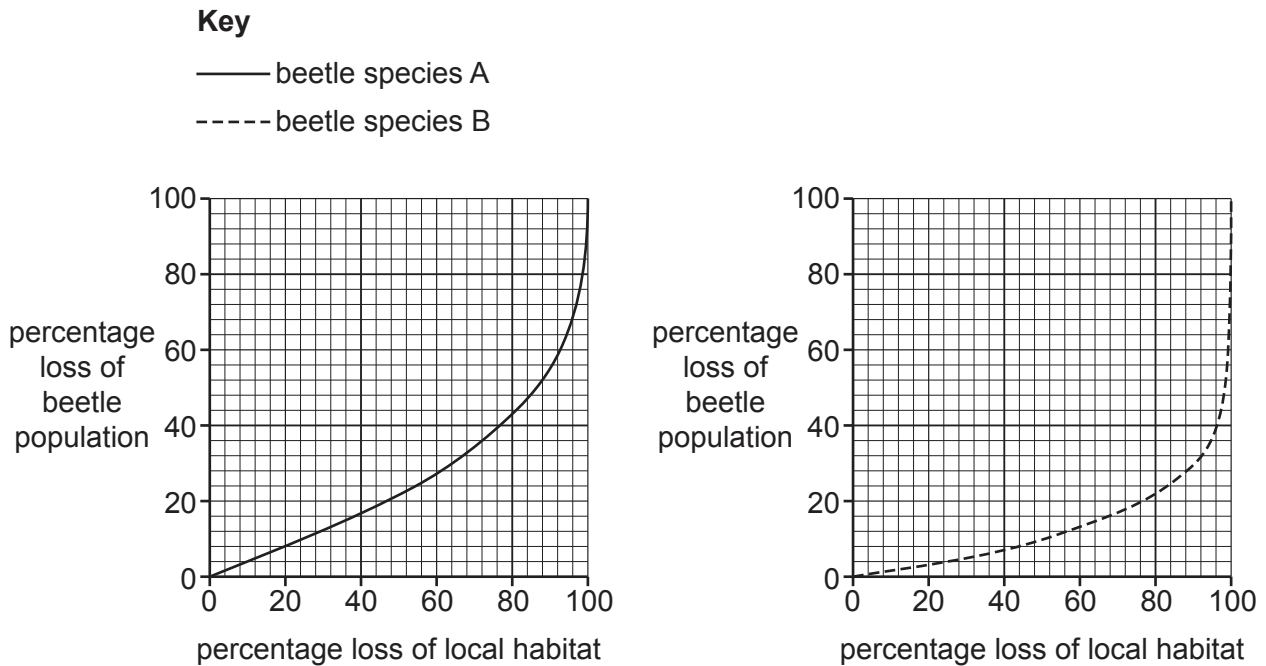 Key
beetle species A
beetle species B
100
80
60
40
20
0
percentage
loss of
beetle
population
0 20 40 60 80 100
percentage loss of local habitat
100
80
60
40
20
0
percentage
loss of
beetle
population
0 20 40 60 80 100
percentage loss of local habitat